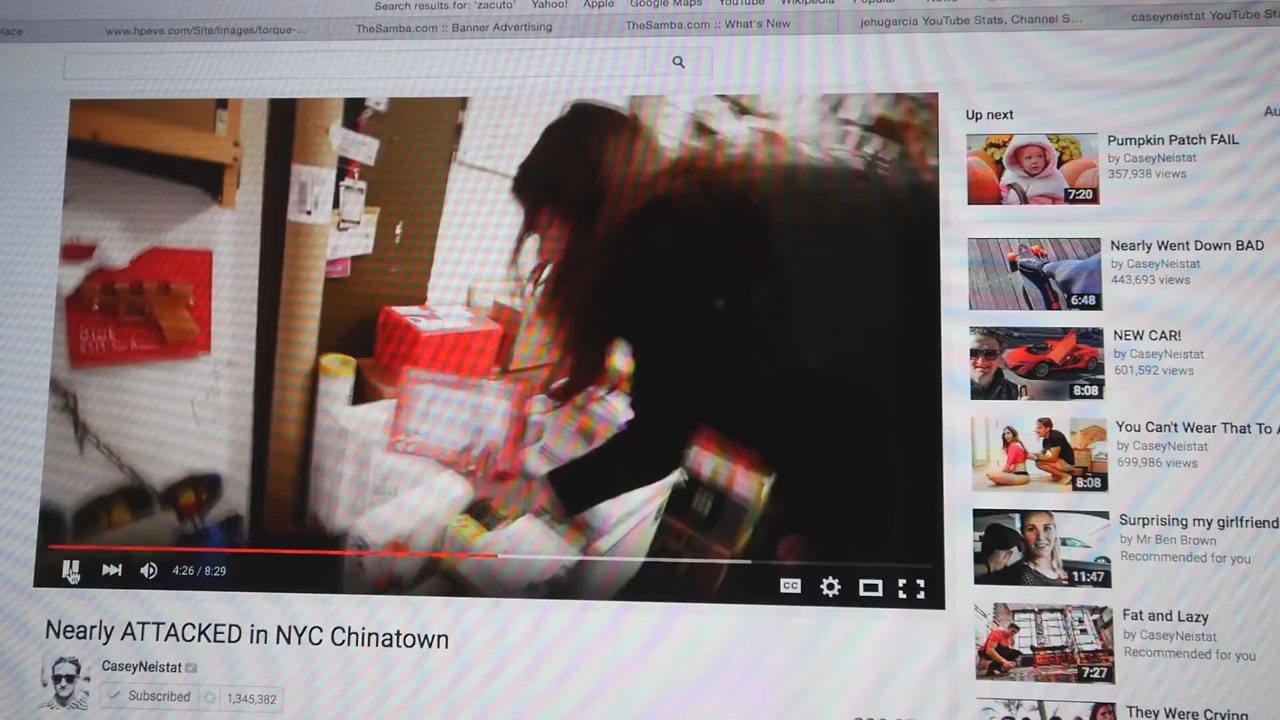 Search results for: 'zacuto'
Yahoo!
Apple
Google Maps
YouTube
Wikipedia
Popular
www.hpevs.com/Site/images/torque-...
TheSamba.com :: Banner Advertising
TheSamba.com :: What's New
jehugarcia YouTube Stats, Channel S...
caseyneistat YouTube St
Up next
Pumpkin Patch FAIL
by CaseyNeistat
357,938 views
7:20
Nearly Went Down BAD
by CaseyNeistat
443,693 views
6:48
NEW CAR!
by CaseyNeistat
601,592 views
8:08
You Can't Wear That To
by CaseyNeistat
699,986 views
8:08
Surprising my girlfriend
by Mr Ben Brown
Recommended for you
11:47
Fat and Lazy
by CaseyNeistat
Recommended for you
7:27
They Were Crying
4:26 / 8:29
CC
Nearly ATTACKED in NYC Chinatown
CaseyNeistat
Subscribed
1,345,382